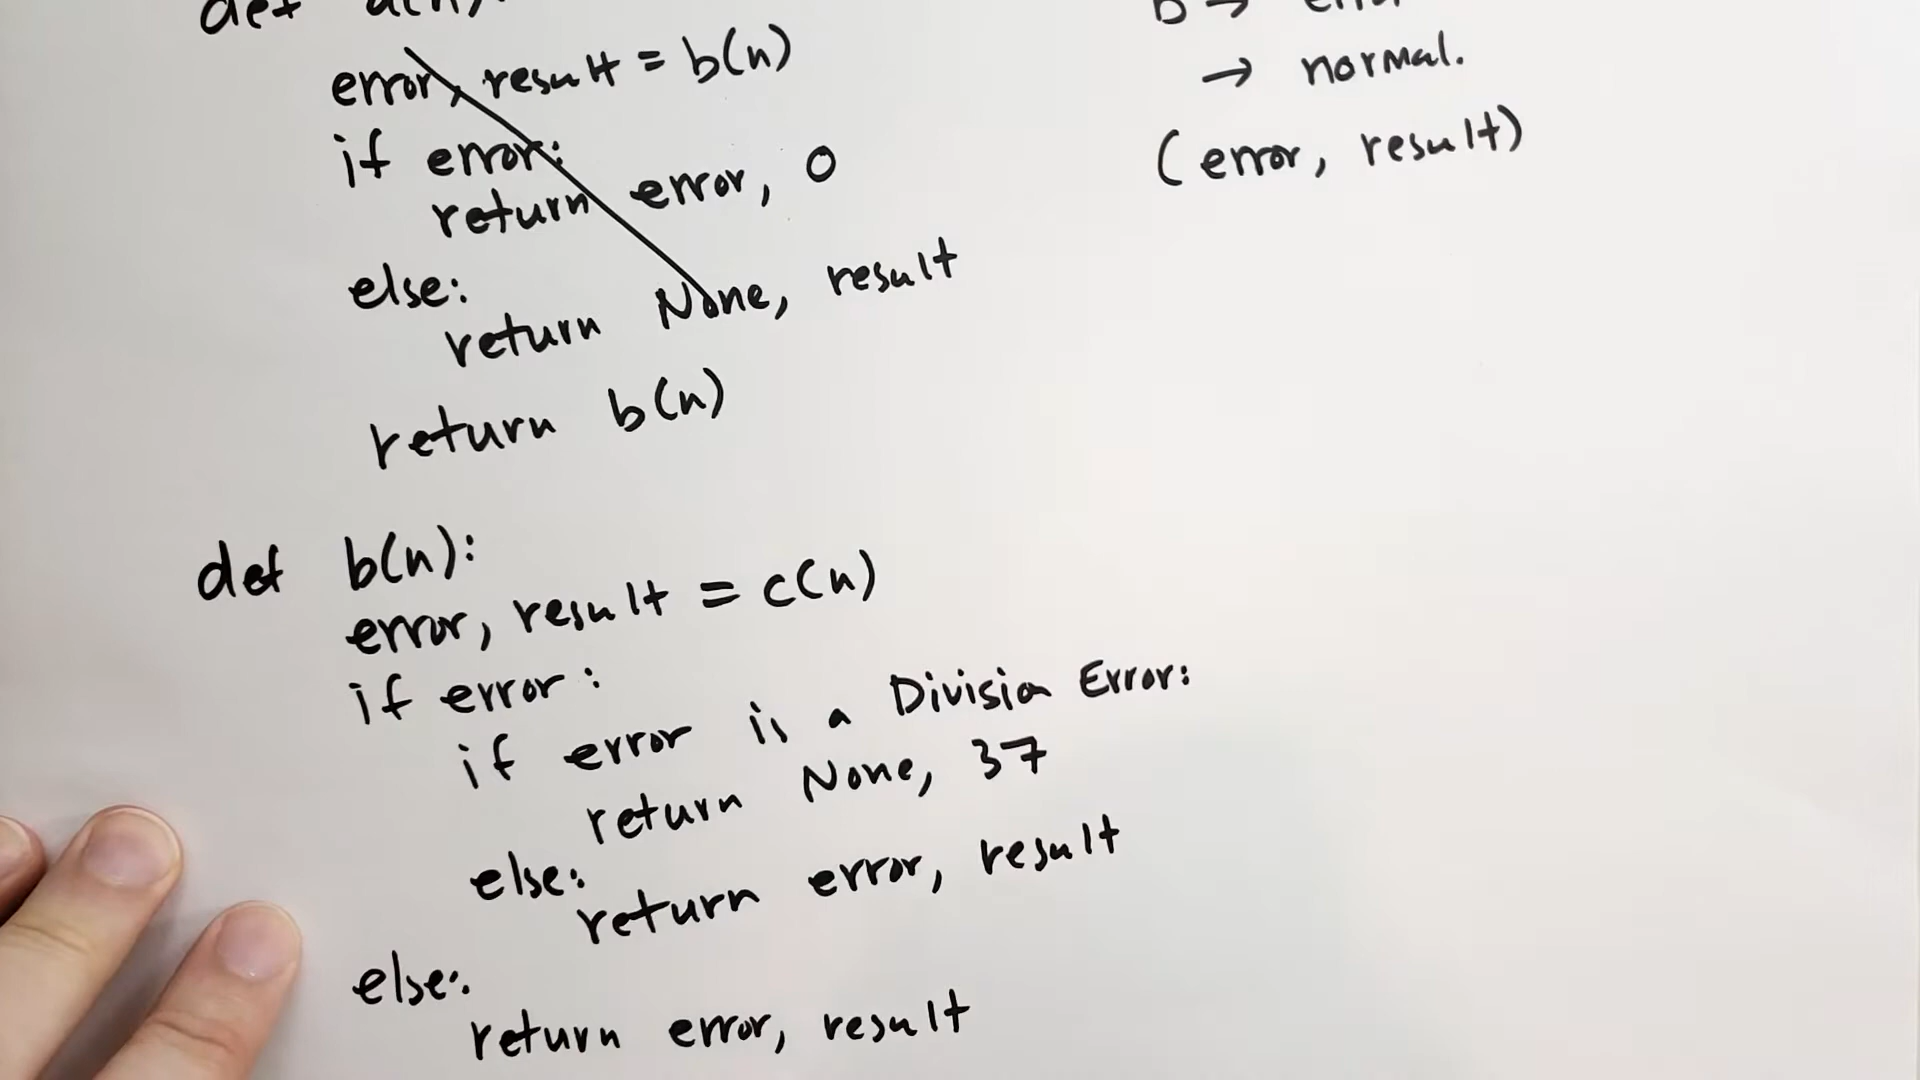 def a(n):
error, result = b(n)
if error:
return error, 0
else:
return None, result
return b(n)
def b(n):
error, result = c(n)
if error:
if error is a Division Error:
return None, 37
else:
return error, result
else:
return error, result
b →
→ normal.
(error, result)